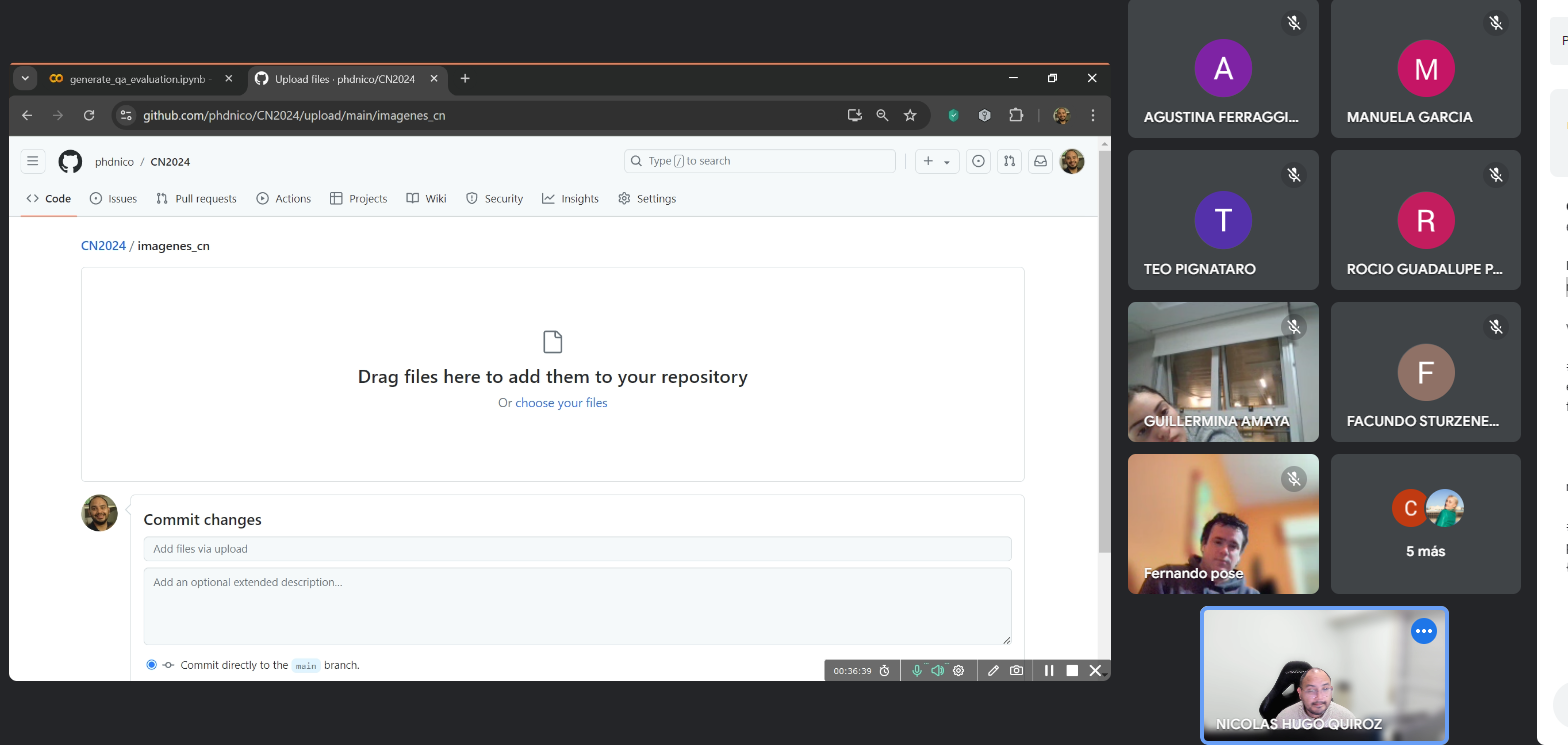 generate_qa_evaluation.ipynb -
Upload files · phdnico/CN2024
github.com/phdnico/CN2024/upload/main/imagenes_cn
phdnico / CN2024
Type / to search
Code
Issues
Pull requests
Actions
Projects
Wiki
Security
Insights
Settings
CN2024 / imagenes_cn
Drag files here to add them to your repository
Or choose your files
Commit changes
Add files via upload
Add an optional extended description...
Commit directly to the main branch.
00:36:39
A
AGUSTINA FERRAGGI...
M
MANUELA GARCIA
T
TEO PIGNATARO
R
ROCIO GUADALUPE P...
GUILLERMINA AMAYA
F
FACUNDO STURZENE...
Fernando pose
C
5 más
NICOLAS HUGO QUIROZ